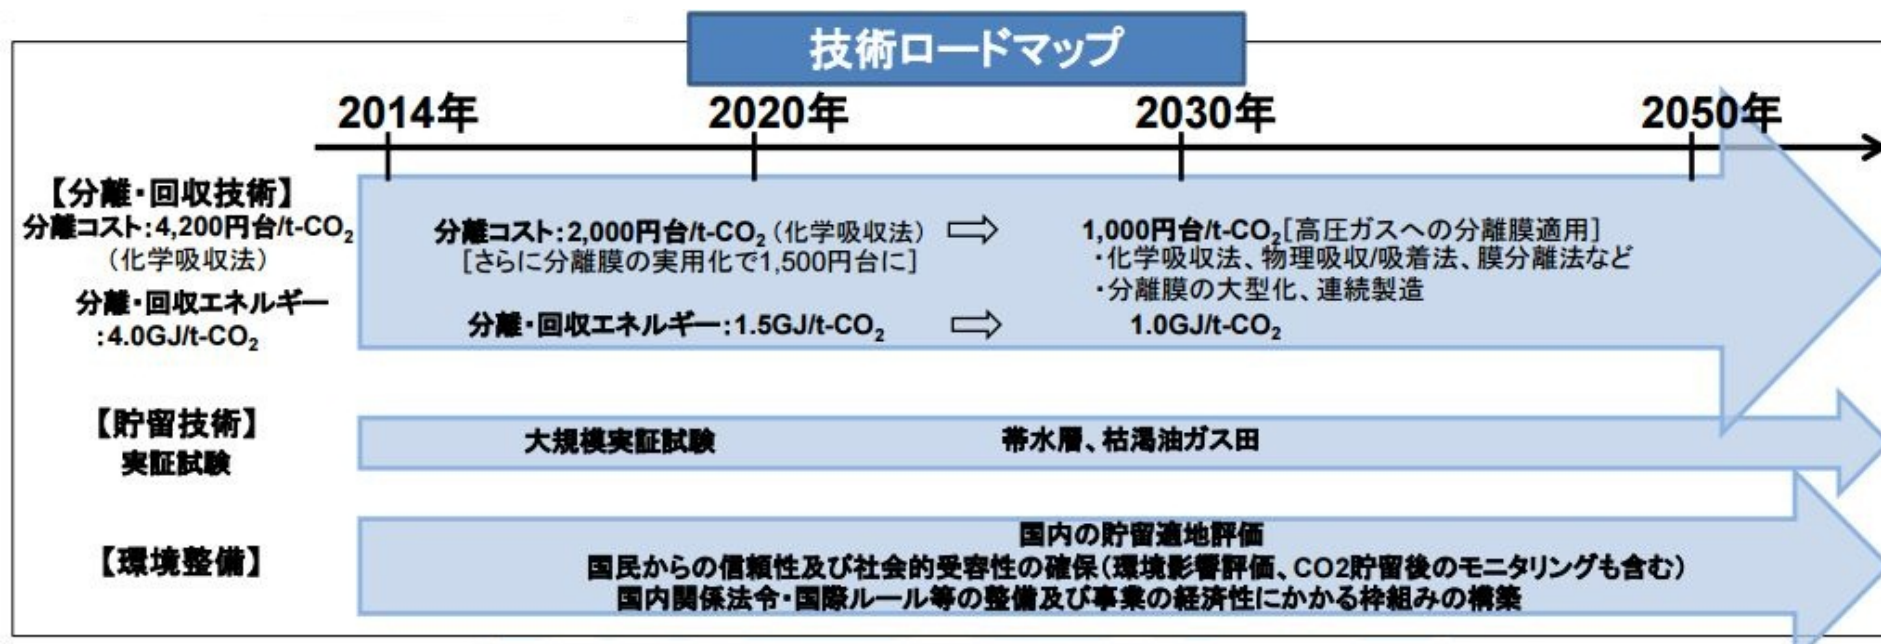 技術ロードマップ
2014年 2020年 2030年 2050年
【分離・回収技術】
分離コスト:4,200円台/t-CO2
(化学吸収法)
分離・回収エネルギー
:4.0GJ/t-CO2
分離コスト:2,000円台/t-CO2(化学吸収法) ⇨ 1,000円台/t-CO2[高圧ガスへの分離膜適用]
[さらに分離膜の実用化で1,500円台に]
・化学吸収法、物理吸収/吸着法、膜分離法など
・分離膜の大型化、連続製造
分離・回収エネルギー:1.5GJ/t-CO2 ⇨ 1.0GJ/t-CO2
【貯留技術】
実証試験
大規模実証試験 帯水層、枯渇油ガス田
【環境整備】
国内の貯留適地評価
国民からの信頼性及び社会的受容性の確保(環境影響評価、CO2貯留後のモニタリングも含む)
国内関係法令・国際ルール等の整備及び事業の経済性にかかる枠組みの構築